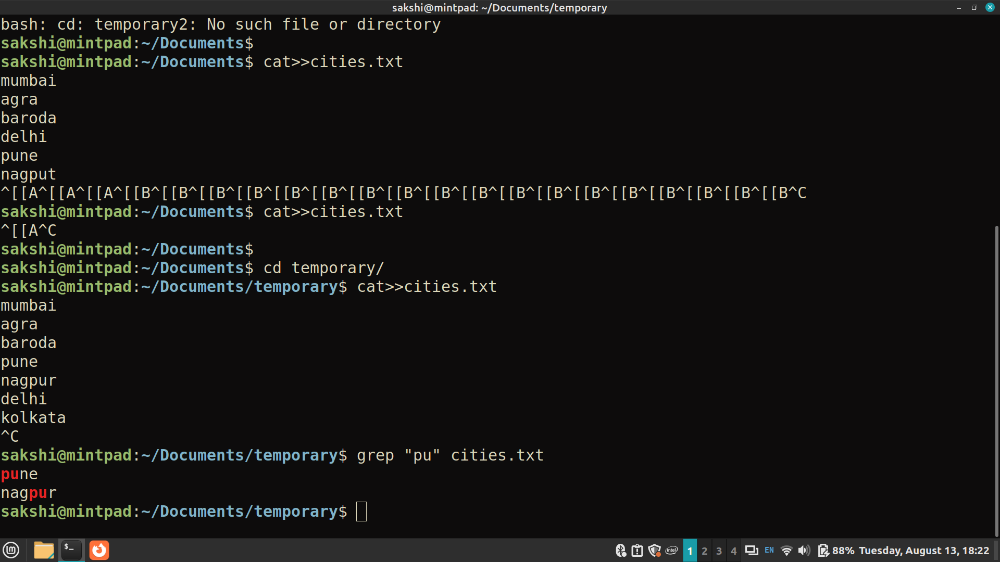 sakshi@mintpad: ~/Documents/temporary
bash: cd: temporary2: No such file or directory
sakshi@mintpad:~/Documents$
sakshi@mintpad:~/Documents$ cat>>cities.txt
mumbai
agra
baroda
delhi
pune
nagput
^[[A^[[A^[[A^[[B^[[B^[[B^[[B^[[B^[[B^[[B^[[B^[[B^[[B^[[B^[[B^[[B^[[B^[[B^[[B^[[B^[[B^C
sakshi@mintpad:~/Documents$ cat>>cities.txt
^[[A^C
sakshi@mintpad:~/Documents$
sakshi@mintpad:~/Documents$ cd temporary/
sakshi@mintpad:~/Documents/temporary$ cat>>cities.txt
mumbai
agra
baroda
pune
nagpur
delhi
kolkata
^C
sakshi@mintpad:~/Documents/temporary$ grep "pu" cities.txt
pune
nagpur
sakshi@mintpad:~/Documents/temporary$
$_ intel 1 2 3 4 EN 88% Tuesday, August 13, 18:22